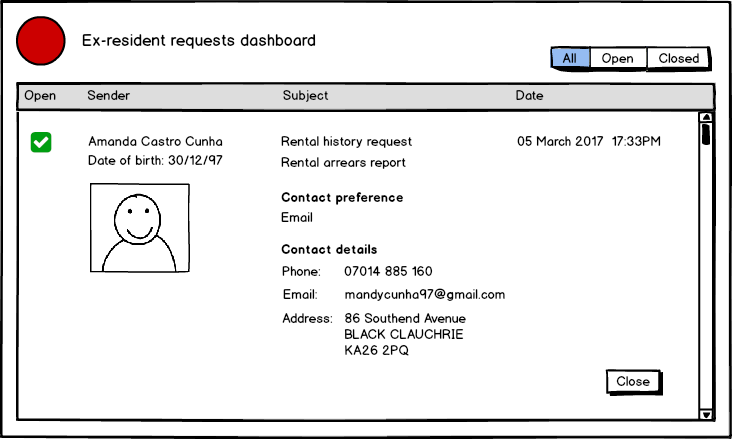 Ex-resident requests dashboard
All Open Closed
Open Sender Subject Date
Amanda Castro Cunha Rental history request 05 March 2017 17:33PM
Date of birth: 30/12/97 Rental arrears report
Contact preference
Email
Contact details
Phone: 07014 885 160
Email: mandycunha97@gmail.com
Address: 86 Southend Avenue
BLACK CLAUCHRIE
KA26 2PQ
Close